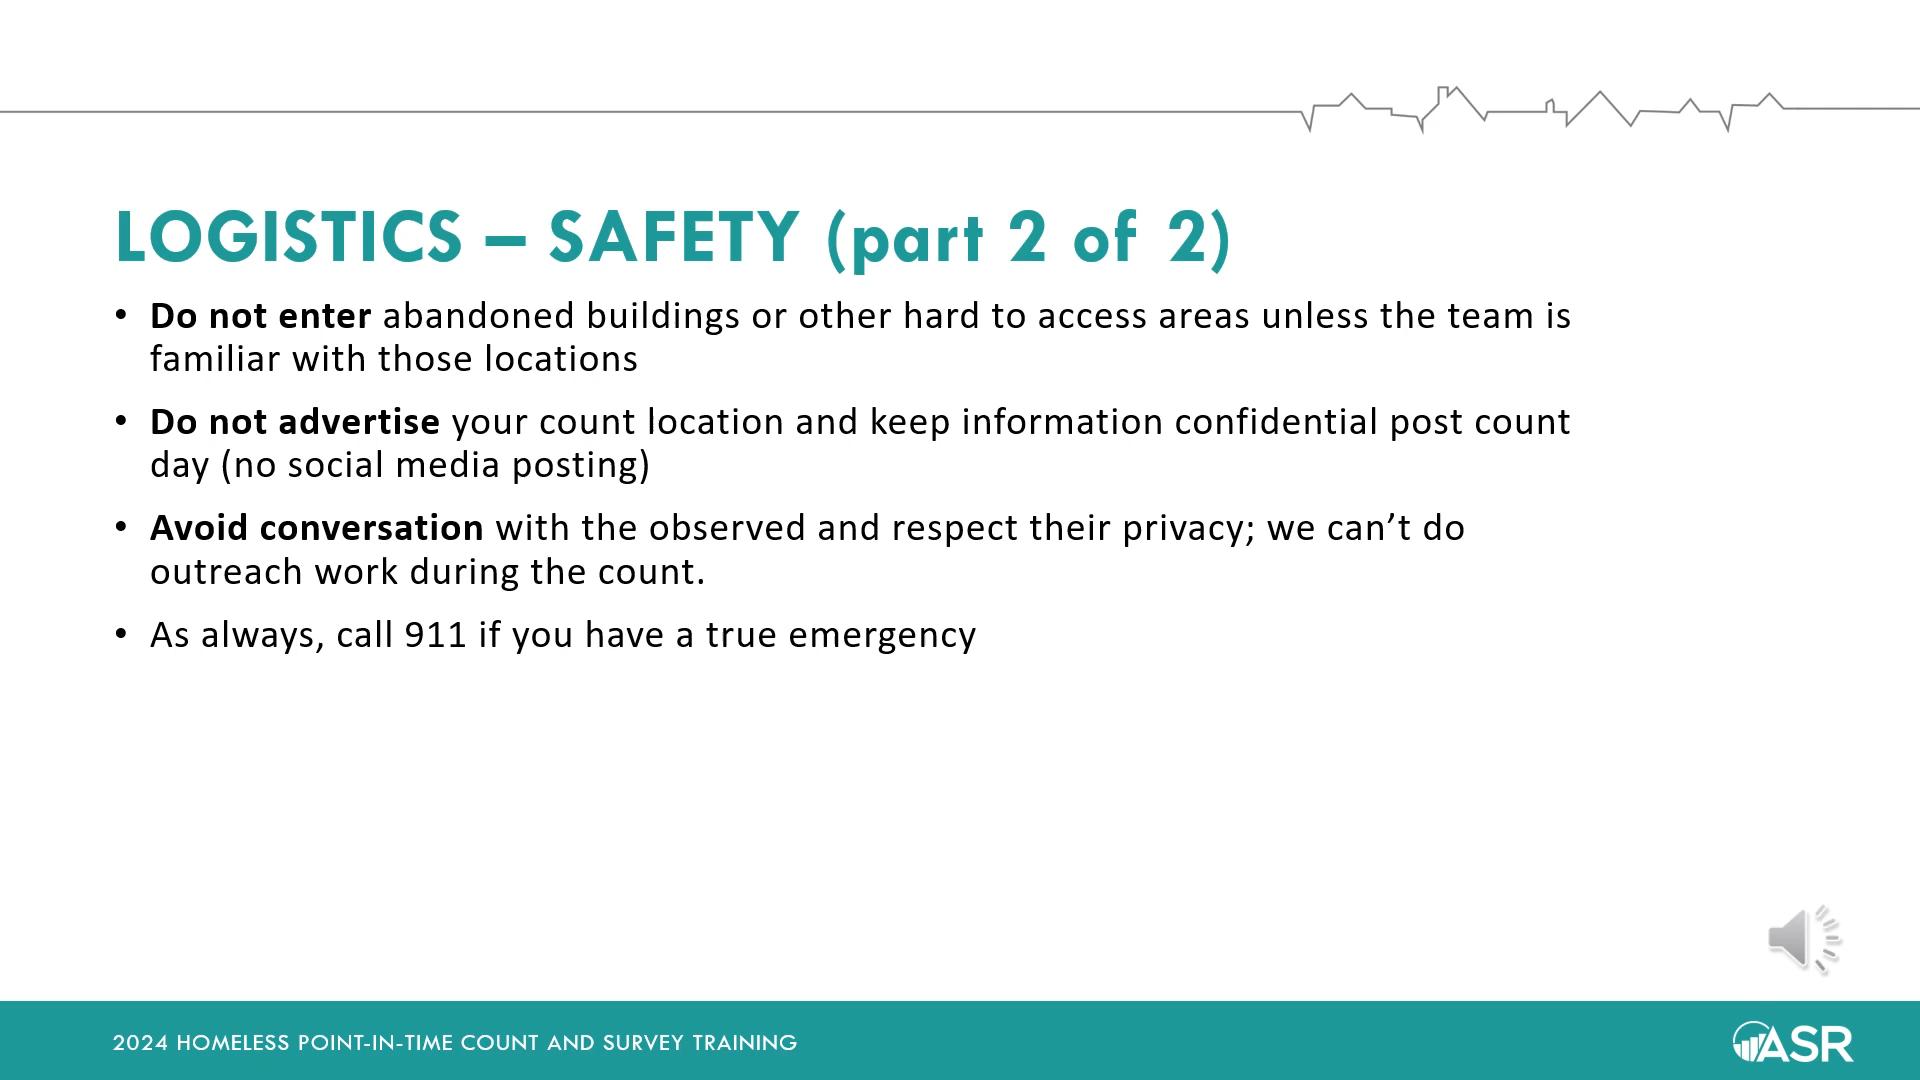 LOGISTICS – SAFETY (part 2 of 2)
• Do not enter abandoned buildings or other hard to access areas unless the team is
familiar with those locations
• Do not advertise your count location and keep information confidential post count
day (no social media posting)
• Avoid conversation with the observed and respect their privacy; we can’t do
outreach work during the count.
• As always, call 911 if you have a true emergency
2024 HOMELESS POINT-IN-TIME COUNT AND SURVEY TRAINING
ASR